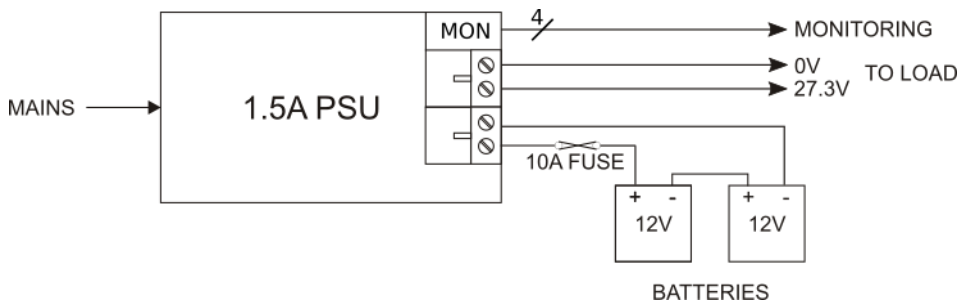 4
MON
MONITORING
0V
TO LOAD
27.3V
MAINS
1.5A PSU
10A FUSE
+ - + -
12V 12V
BATTERIES